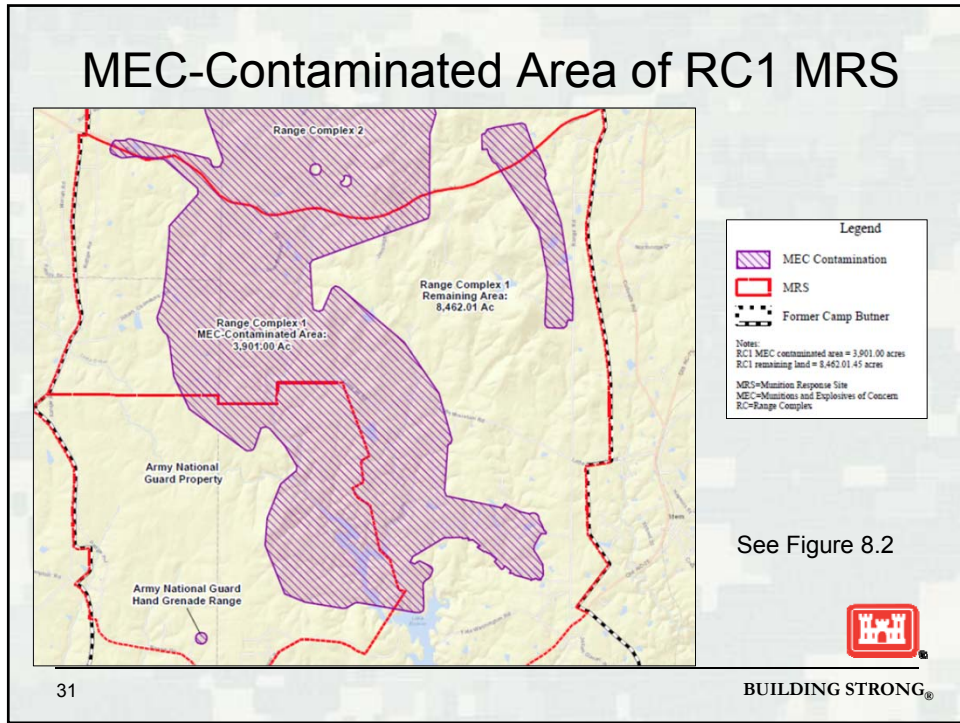 MEC-Contaminated Area of RC1 MRS
Range Complex 2
Range Complex 1
Remaining Area:
8,462.01 Ac
Range Complex 1
MEC-Contaminated Area:
3,901.00 Ac
Army National
Guard Property
Army National Guard
Hand Grenade Range
Legend
MEC Contamination
MRS
Former Camp Butner
Notes:
RC1 MEC contaminated area = 3,901.00 acres
RC1 remaining land = 8,462.01.45 acres
MRS=Munition Response Site
MEC=Munitions and Explosives of Concern
RC=Range Complex
See Figure 8.2
31
BUILDING STRONG®